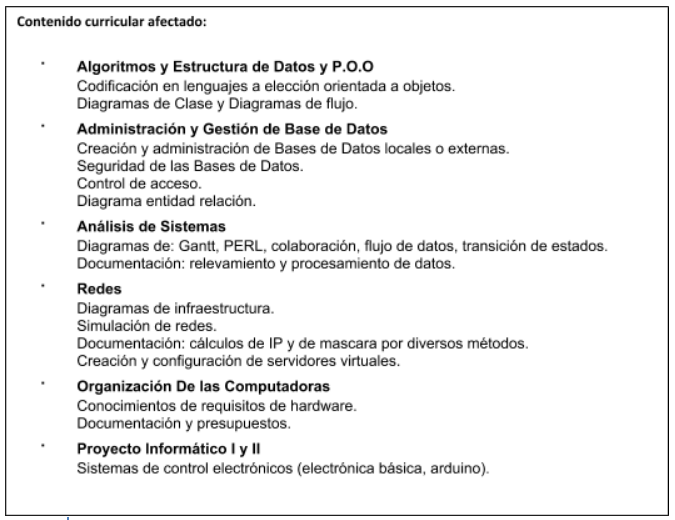 Contenido curricular afectado:
· Algoritmos y Estructura de Datos y P.O.O
Codificación en lenguajes a elección orientada a objetos.
Diagramas de Clase y Diagramas de flujo.
· Administración y Gestión de Base de Datos
Creación y administración de Bases de Datos locales o externas.
Seguridad de las Bases de Datos.
Control de acceso.
Diagrama entidad relación.
· Análisis de Sistemas
Diagramas de: Gantt, PERL, colaboración, flujo de datos, transición de estados.
Documentación: relevamiento y procesamiento de datos.
· Redes
Diagramas de infraestructura.
Simulación de redes.
Documentación: cálculos de IP y de mascara por diversos métodos.
Creación y configuración de servidores virtuales.
· Organización De las Computadoras
Conocimientos de requisitos de hardware.
Documentación y presupuestos.
· Proyecto Informático I y II
Sistemas de control electrónicos (electrónica básica, arduino).